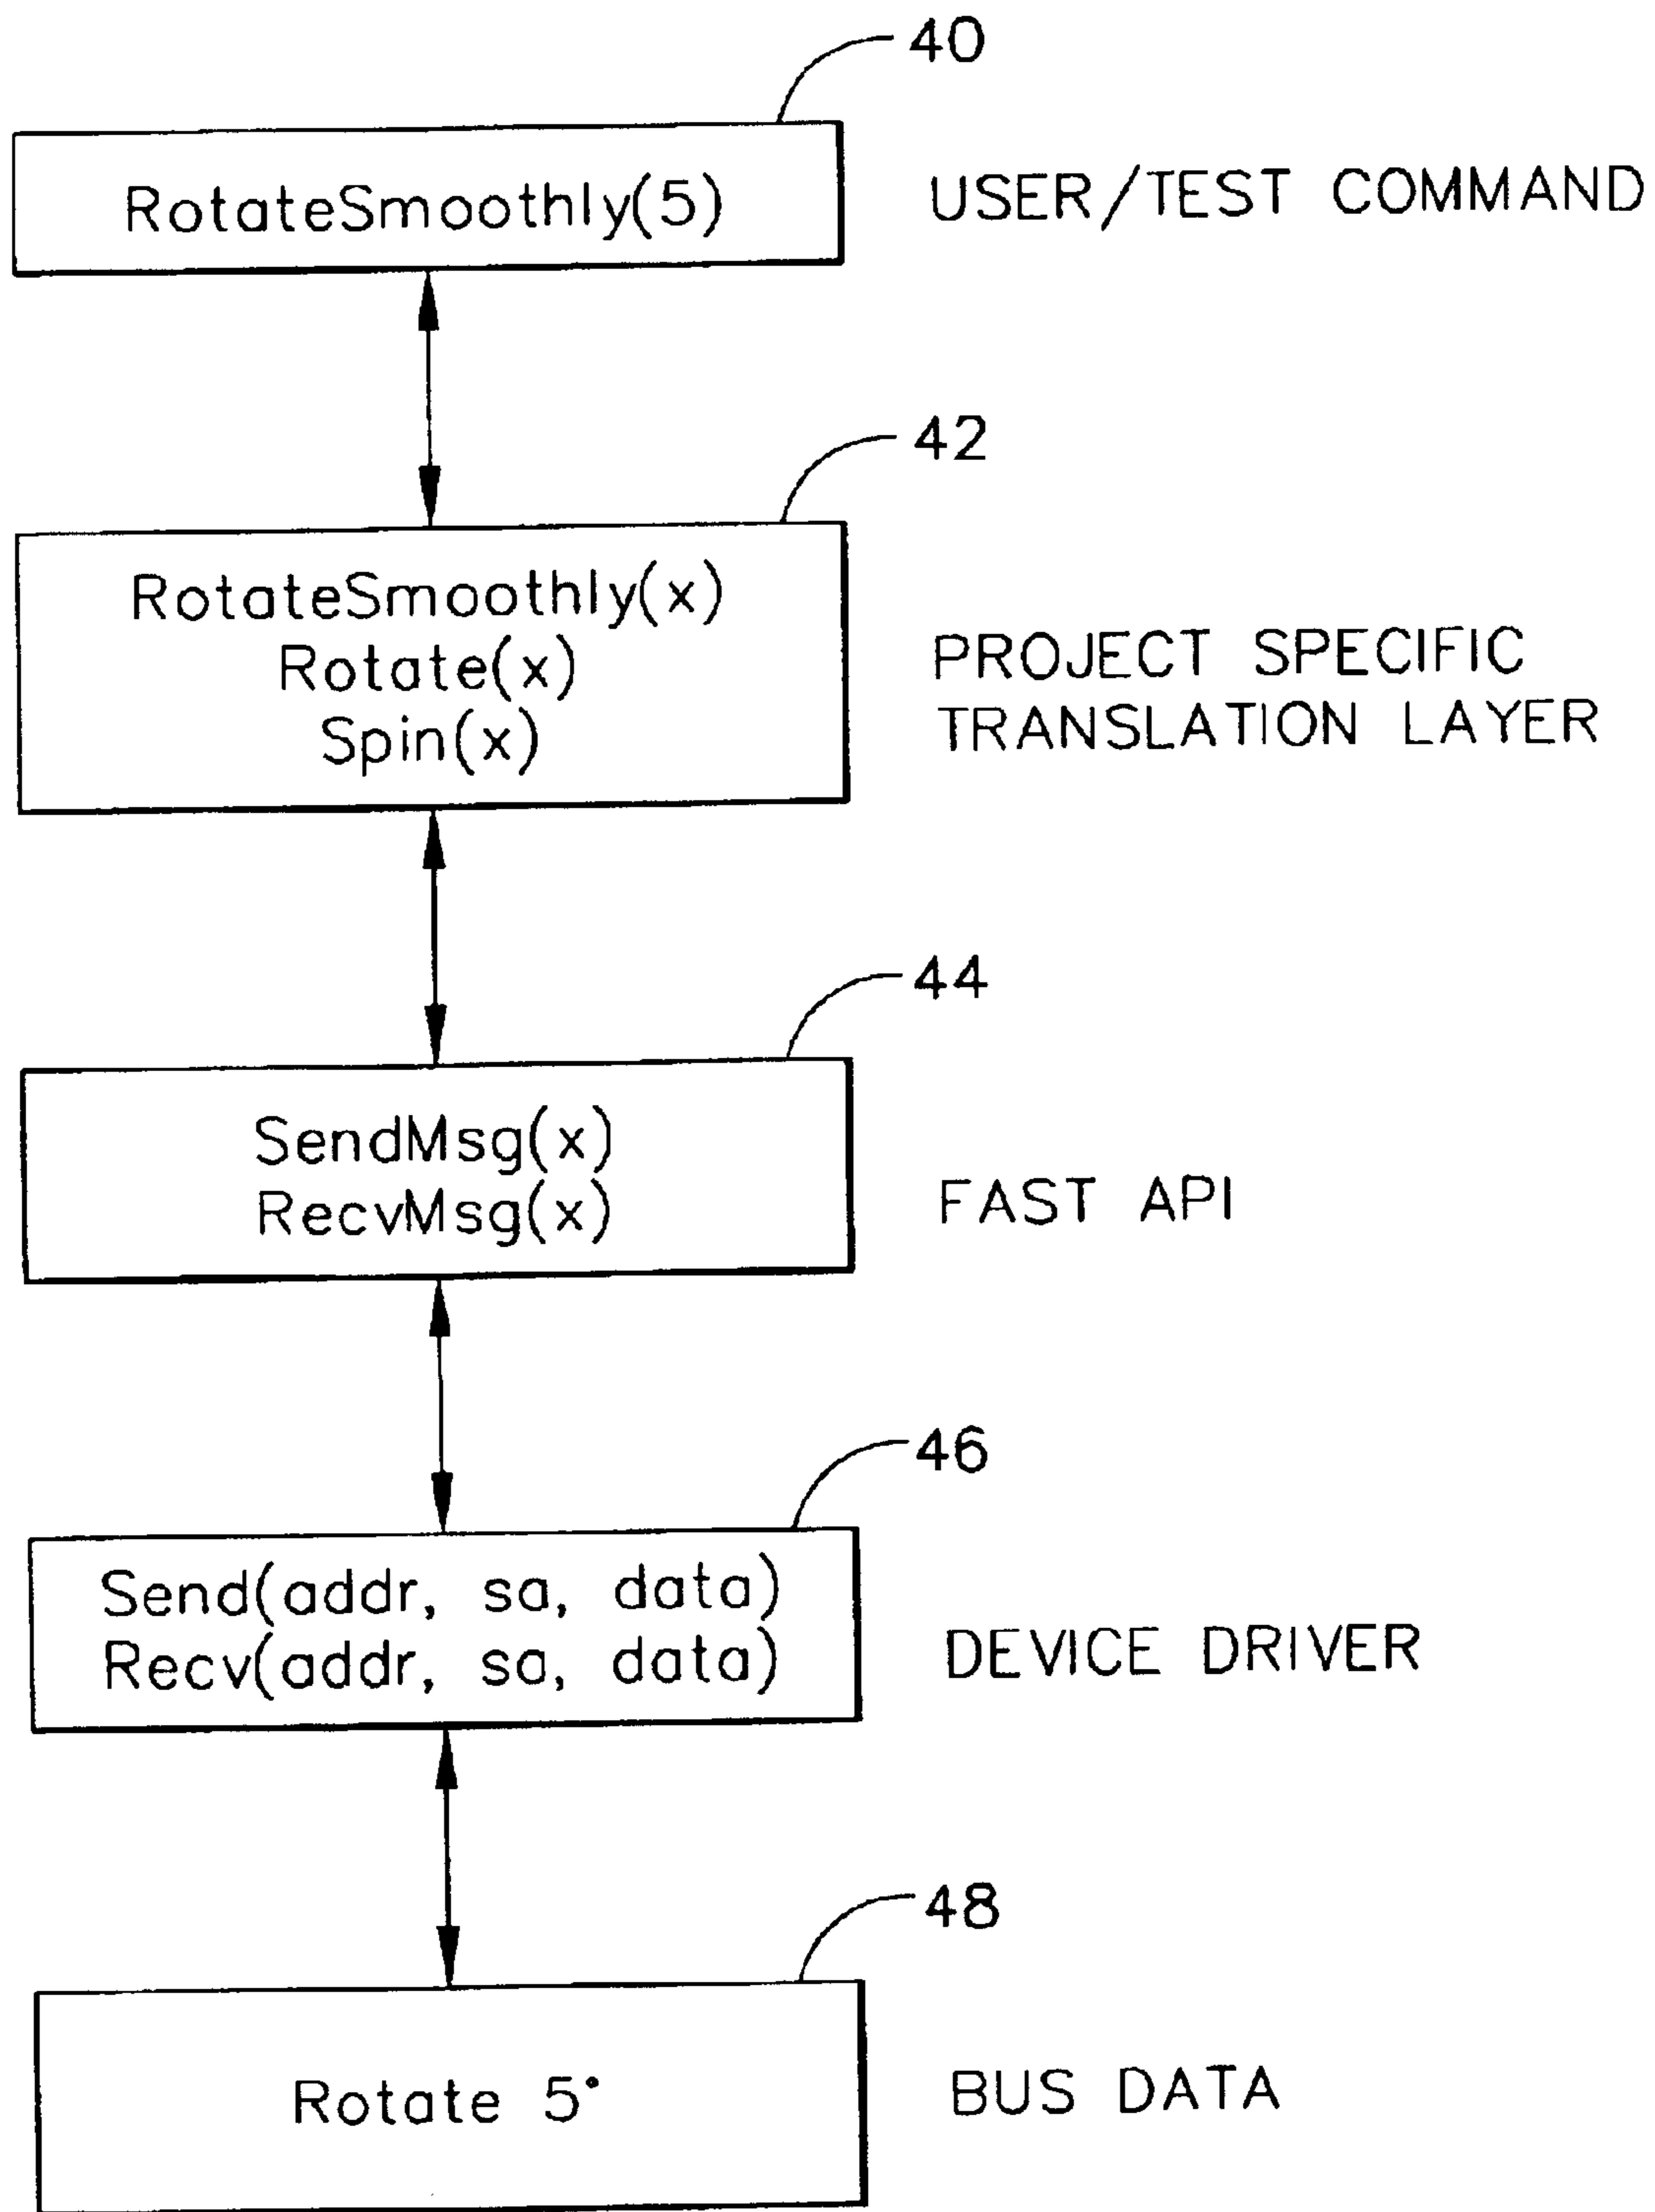 40
RotateSmoothly(5)
USER/TEST COMMAND
42
RotateSmoothly(x)
Rotate(x)
Spin(x)
PROJECT SPECIFIC
TRANSLATION LAYER
44
SendMsg(x)
RecvMsg(x)
FAST API
46
Send(addr, sa, data)
Recv(addr, sa, data)
DEVICE DRIVER
48
Rotate 5°
BUS DATA